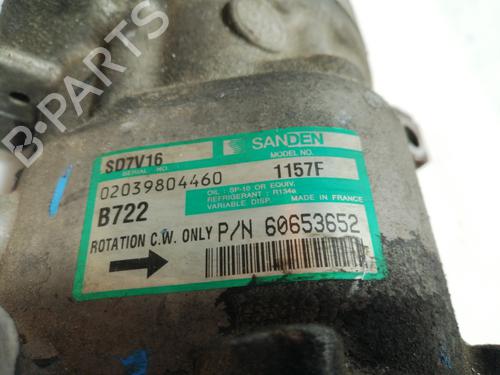 SANDEN
SD7V16
SERIAL NO.
MODEL NO.
02039804460
1157F
OIL : SP-10 OR EQUIV.
REFRIGERANT : R134a
VARIABLE DISP. MADE IN FRANCE
B722
ROTATION C.W. ONLY P/N 60653652
B-PARTS